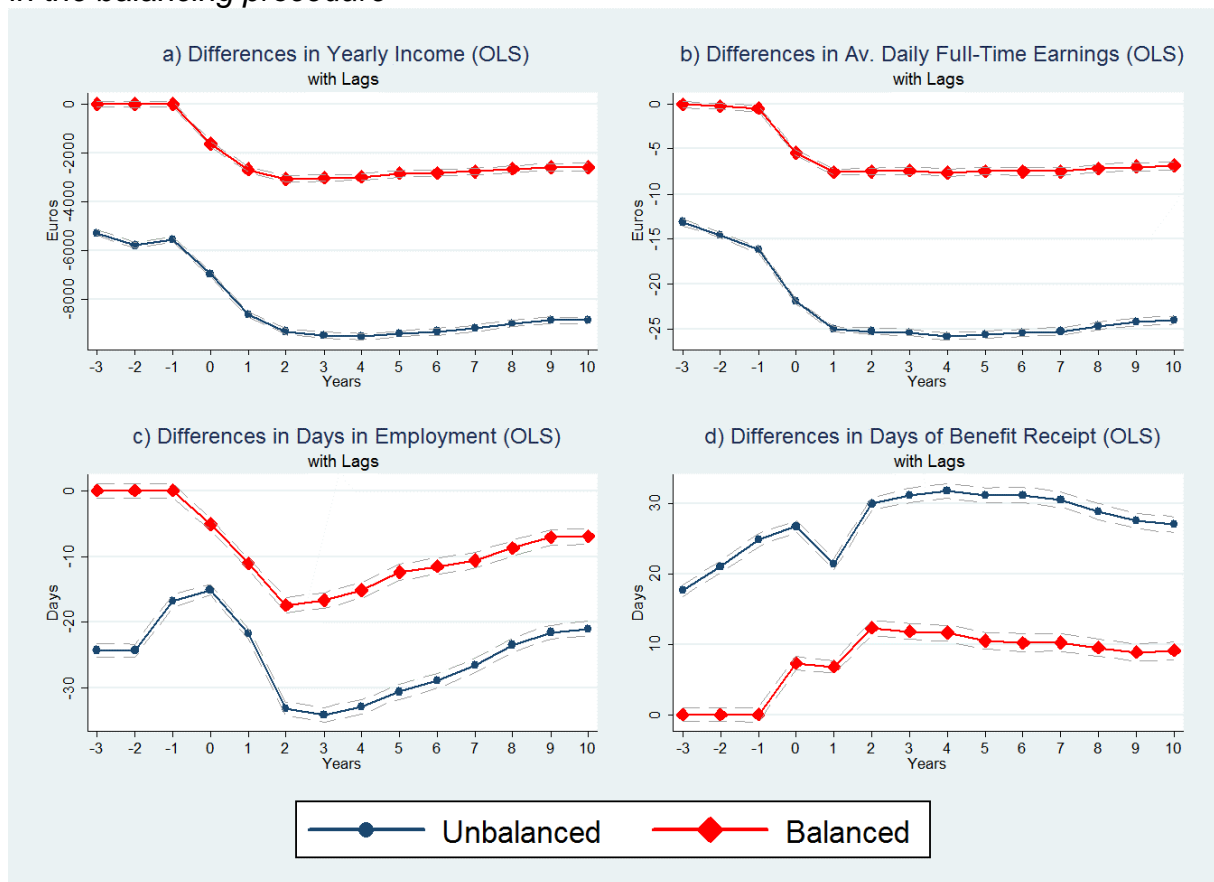 in the balancing procedure
a) Differences in Yearly Income (OLS)
with Lags
Euros
0
-2000
-4000
-6000
-8000
-3 -2 -1 0 1 2 3 4 5 6 7 8 9 10
Years
b) Differences in Av. Daily Full-Time Earnings (OLS)
with Lags
Euros
0
-5
-10
-15
-20
-25
-3 -2 -1 0 1 2 3 4 5 6 7 8 9 10
Years
c) Differences in Days in Employment (OLS)
with Lags
Days
0
-10
-20
-30
-3 -2 -1 0 1 2 3 4 5 6 7 8 9 10
Years
d) Differences in Days of Benefit Receipt (OLS)
with Lags
Days
30
20
10
0
-3 -2 -1 0 1 2 3 4 5 6 7 8 9 10
Years
Unbalanced Balanced